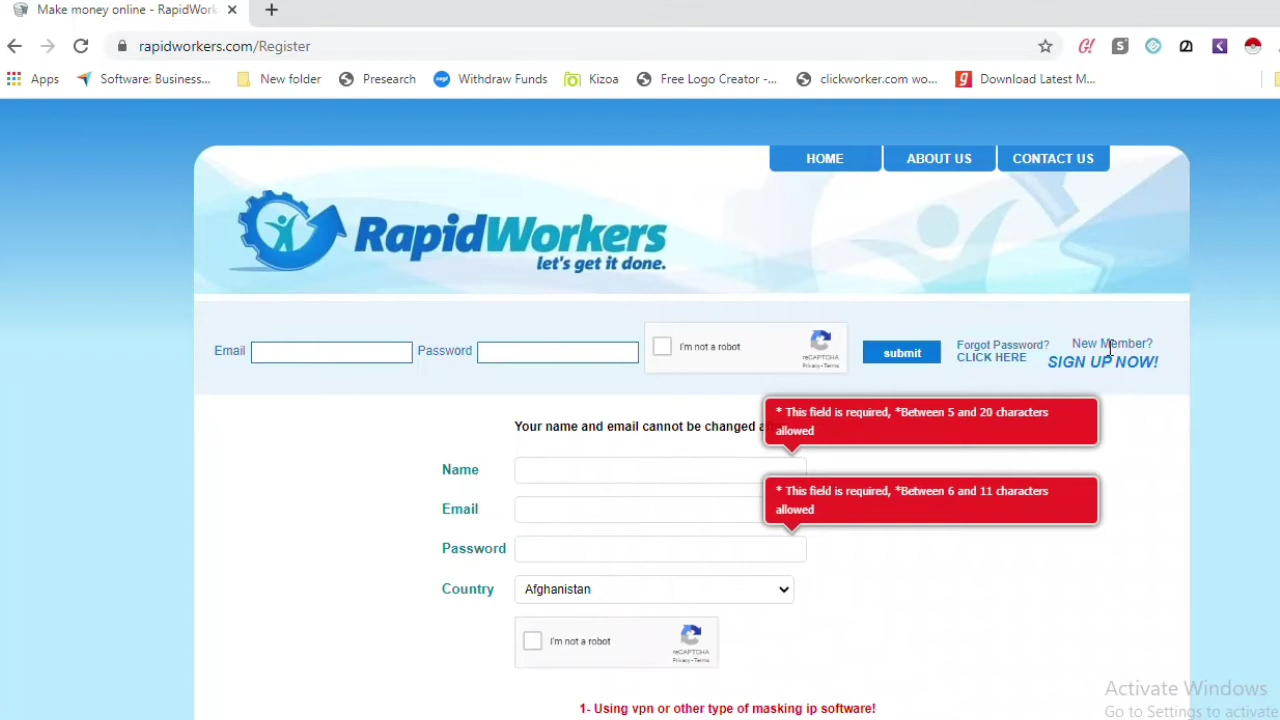 Make money online - RapidWork
rapidworkers.com/Register
G!
S
Apps
Software: Business...
New folder
Presearch
Withdraw Funds
Kizoa
Free Logo Creator -...
clickworker.com wo...
Download Latest M...
HOME
ABOUT US
CONTACT US
RapidWorkers
let's get it done.
Email
Password
I'm not a robot
reCAPTCHA
Privacy - Terms
submit
Forgot Password?
CLICK HERE
New Member?
SIGN UP NOW!
Your name and email cannot be changed
* This field is required, *Between 5 and 20 characters
allowed
Name
* This field is required, *Between 6 and 11 characters
allowed
Email
Password
Country
Afghanistan
I'm not a robot
reCAPTCHA
Privacy - Terms
1- Using vpn or other type of masking ip software!
Activate Windows
Go to Settings to activate